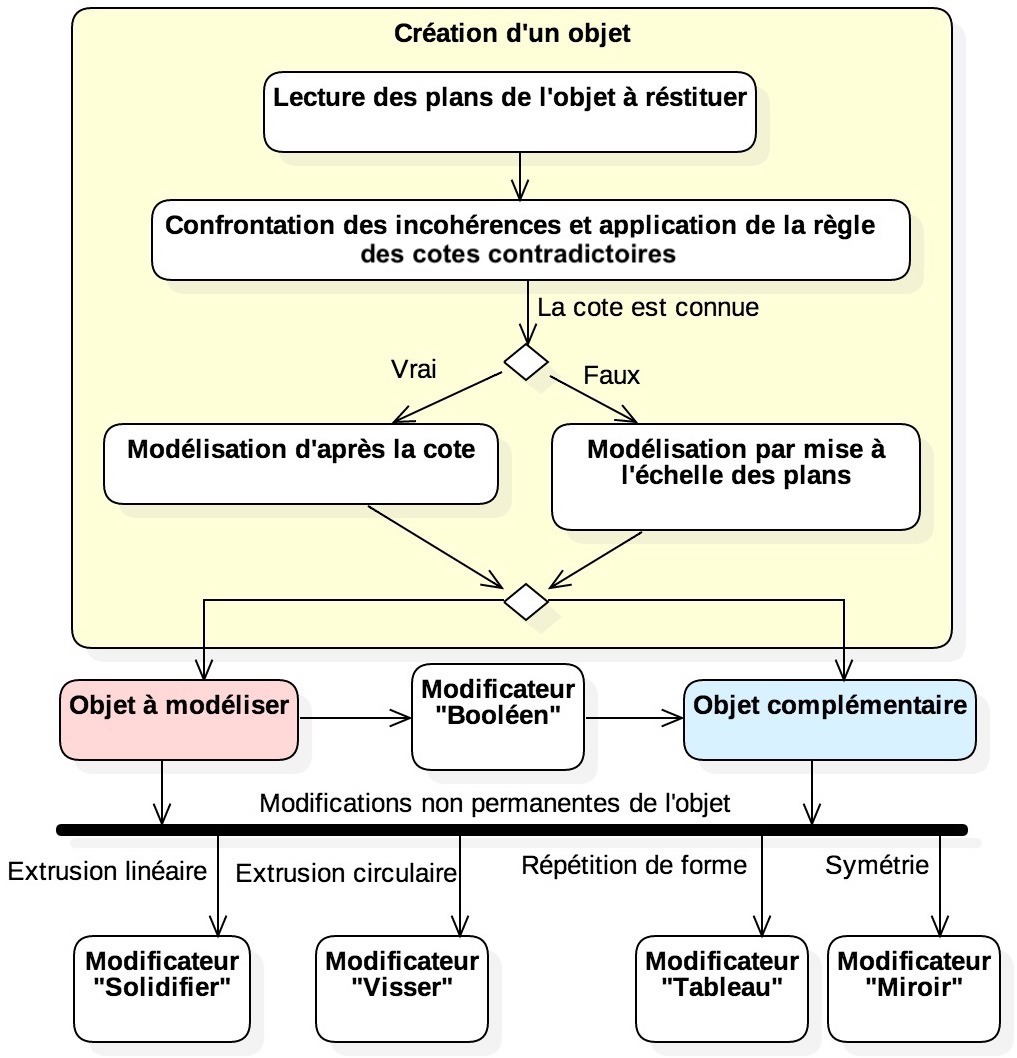 Création d'un objet
Lecture des plans de l'objet à réstituer
Confrontation des incohérences et application de la règle
des cotes contradictoires
La cote est connue
Vrai
Faux
Modélisation d'après la cote
Modélisation par mise à
l'échelle des plans
Objet à modéliser
Modificateur
"Booléen"
Objet complémentaire
Modifications non permanentes de l'objet
Extrusion linéaire
Extrusion circulaire
Répétition de forme
Symétrie
Modificateur
"Solidifier"
Modificateur
"Visser"
Modificateur
"Tableau"
Modificateur
"Miroir"